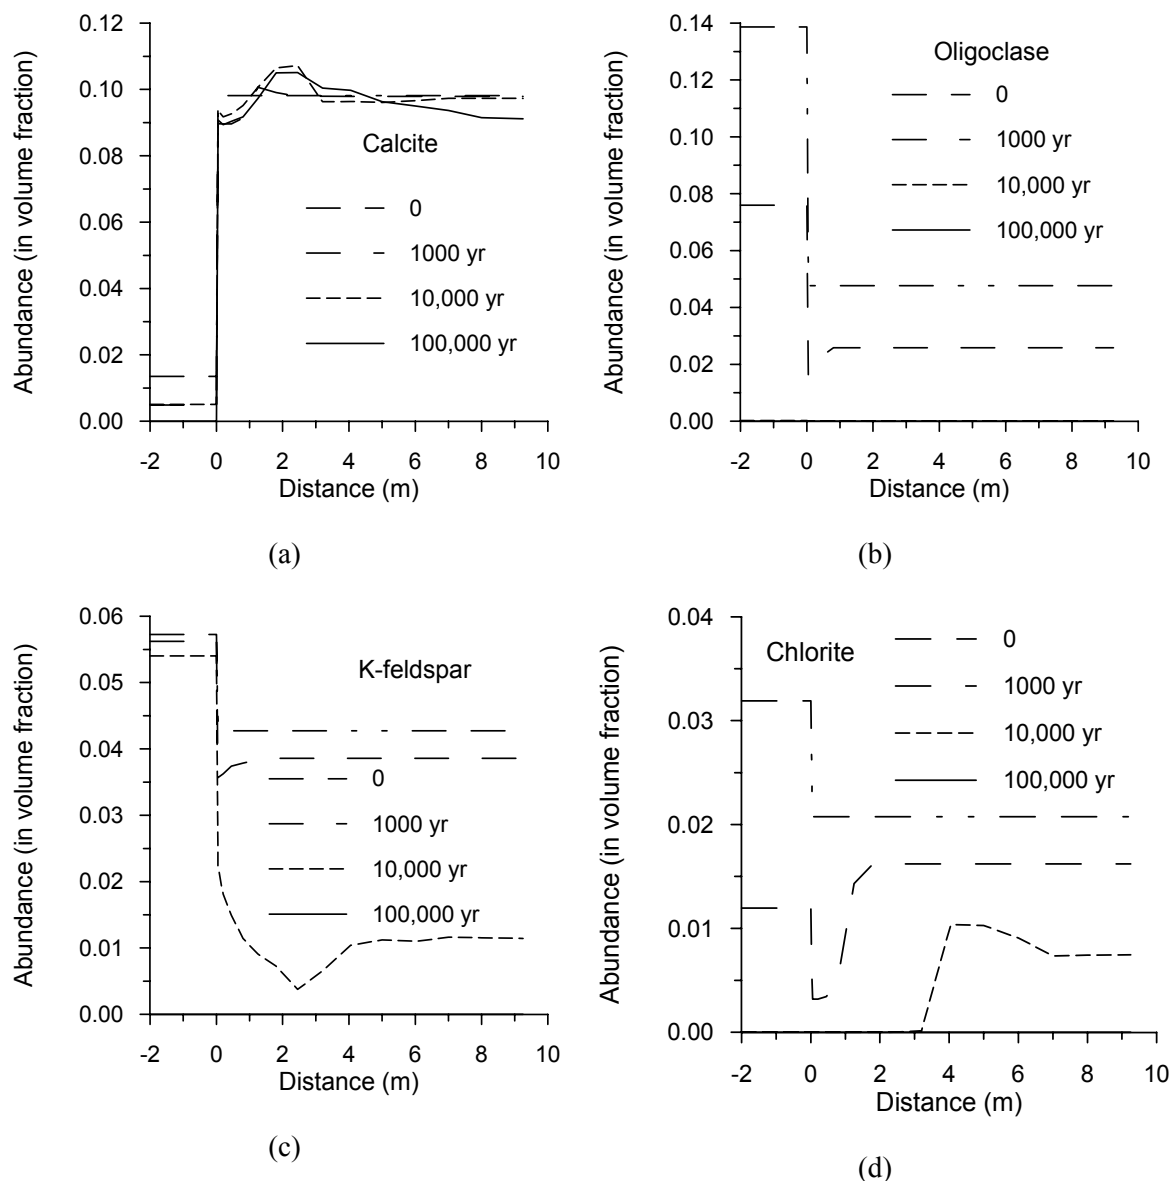 Abundance (in volume fraction)
0.12
0.10
0.08
0.06
0.04
0.02
0.00
Calcite
0
1000 yr
10,000 yr
100,000 yr
-2 0 2 4 6 8 10
Distance (m)
(a)
Abundance (in volume fraction)
0.14
0.12
0.10
0.08
0.06
0.04
0.02
0.00
Oligoclase
0
1000 yr
10,000 yr
100,000 yr
-2 0 2 4 6 8 10
Distance (m)
(b)
Abundance (in volume fraction)
0.06
0.05
0.04
0.03
0.02
0.01
0.00
K-feldspar
0
1000 yr
10,000 yr
100,000 yr
-2 0 2 4 6 8 10
Distance (m)
(c)
Abundance (in volume fraction)
0.04
0.03
0.02
0.01
0.00
Chlorite
0
1000 yr
10,000 yr
100,000 yr
-2 0 2 4 6 8 10
Distance (m)
(d)